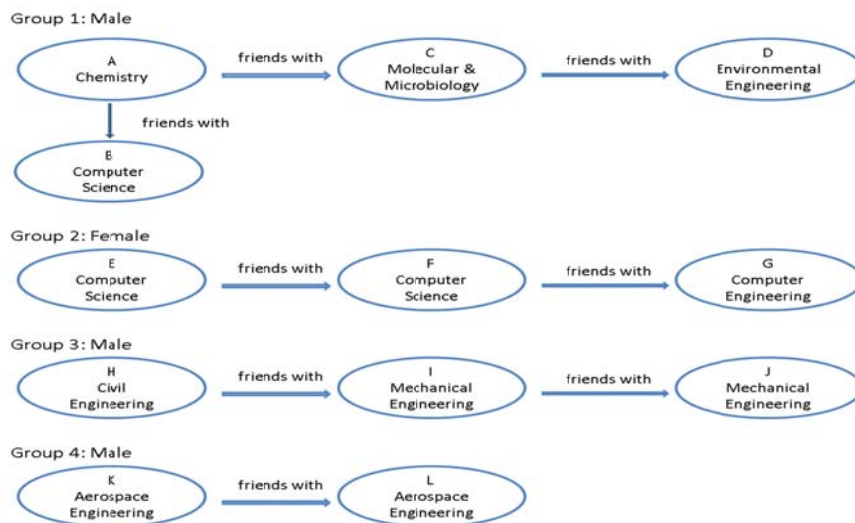 Group 1: Male
A
Chemistry
friends with
C
Molecular &
Microbiology
friends with
D
Environmental
Engineering
friends with
B
Computer
Science
Group 2: Female
E
Computer
Science
friends with
F
Computer
Science
friends with
G
Computer
Engineering
Group 3: Male
H
Civil
Engineering
friends with
I
Mechanical
Engineering
friends with
J
Mechanical
Engineering
Group 4: Male
K
Aerospace
Engineering
friends with
L
Aerospace
Engineering